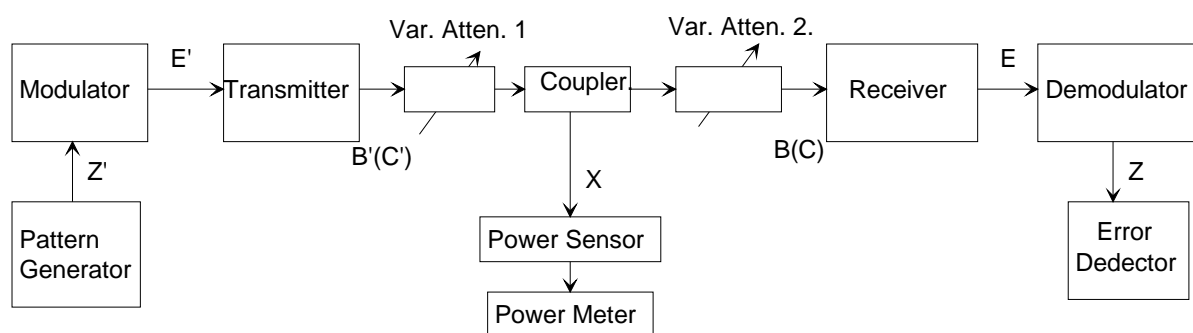 Var. Atten. 1
Var. Atten. 2.
E'
E
Modulator
Transmitter
Coupler.
Receiver
Demodulator
B'(C')
B(C)
Z'
X
Z
Pattern
Generator
Power Sensor
Error
Dedector
Power Meter